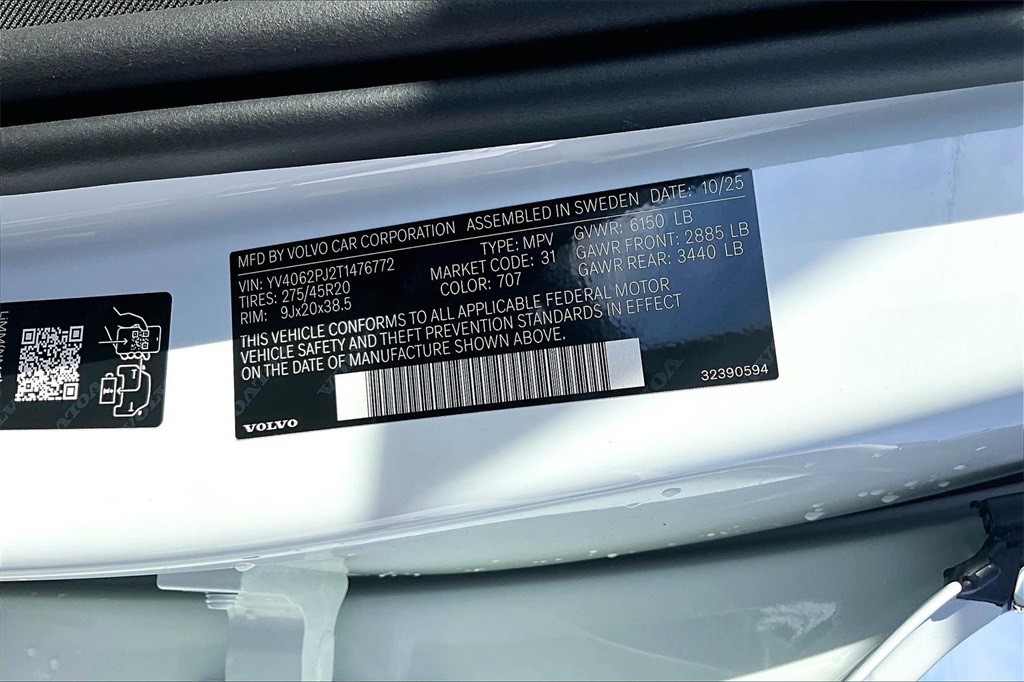 MFD BY VOLVO CAR CORPORATION ASSEMBLED IN SWEDEN DATE: 10/25
VIN: YV4062PJ2T1476772 TYPE: MPV GVWR: 6150 LB
TIRES: 275/45R20 MARKET CODE: 31 GAWR FRONT: 2885 LB
RIM: 9Jx20x38.5 COLOR: 707 GAWR REAR: 3440 LB
THIS VEHICLE CONFORMS TO ALL APPLICABLE FEDERAL MOTOR
VEHICLE SAFETY AND THEFT PREVENTION STANDARDS IN EFFECT
ON THE DATE OF MANUFACTURE SHOWN ABOVE.
32390594
VOLVO